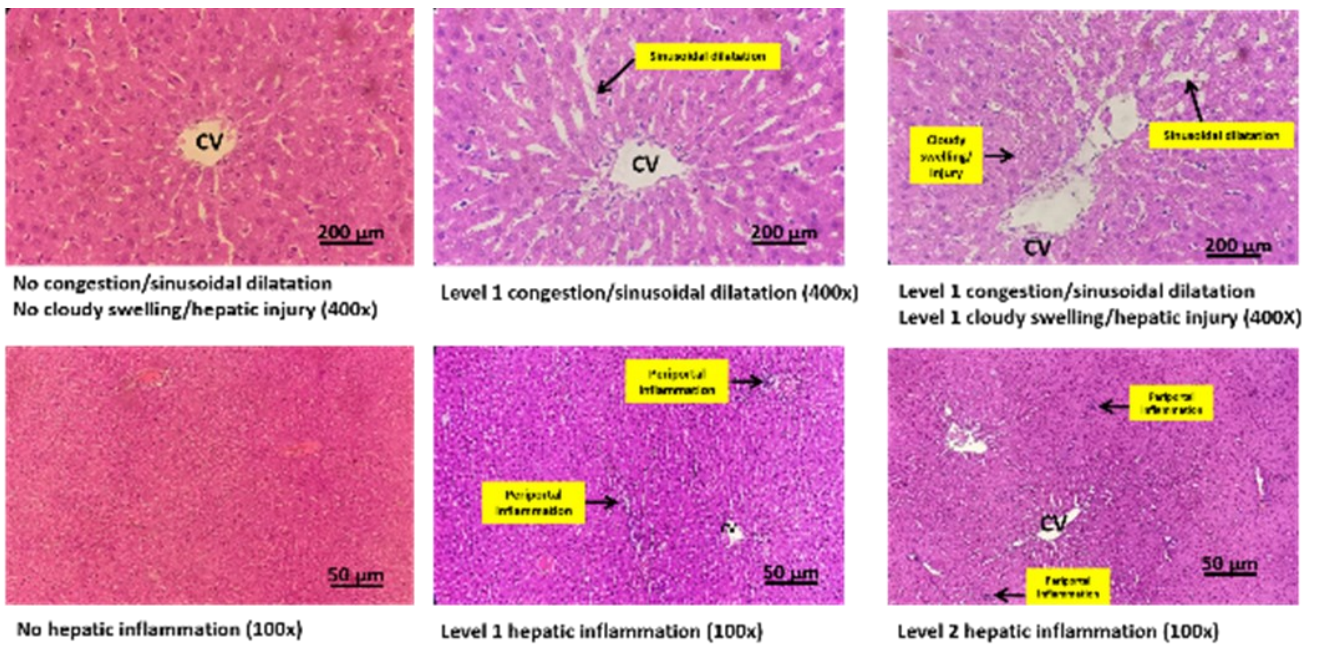 CV
200 µm
No congestion/sinusoidal dilatation
No cloudy swelling/hepatic injury (400x)
Sinusoidal dilatation
CV
200 µm
Level 1 congestion/sinusoidal dilatation (400x)
Cloudy
swelling/
injury
Sinusoidal dilatation
CV
200 µm
Level 1 congestion/sinusoidal dilatation
Level 1 cloudy swelling/hepatic injury (400X)
50 µm
No hepatic inflammation (100x)
Periportal
inflammation
Periportal
inflammation
50 µm
Level 1 hepatic inflammation (100x)
Periportal
inflammation
CV
50 µm
Periportal
inflammation
Level 2 hepatic inflammation (100x)